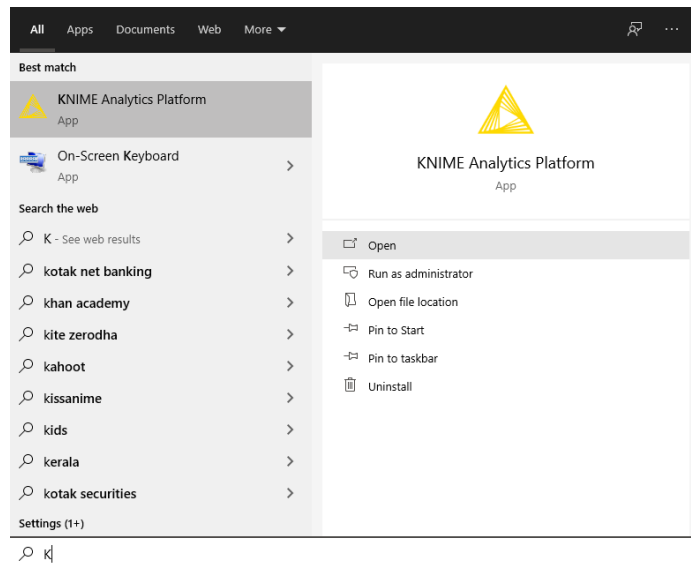 All Apps Documents Web More
Best match
KNIME Analytics Platform
App
On-Screen Keyboard
App
Search the web
K - See web results
kotak net banking
khan academy
kite zerodha
kahoot
kissanime
kids
kerala
kotak securities
Settings (1+)
K
KNIME Analytics Platform
App
Open
Run as administrator
Open file location
Pin to Start
Pin to taskbar
Uninstall